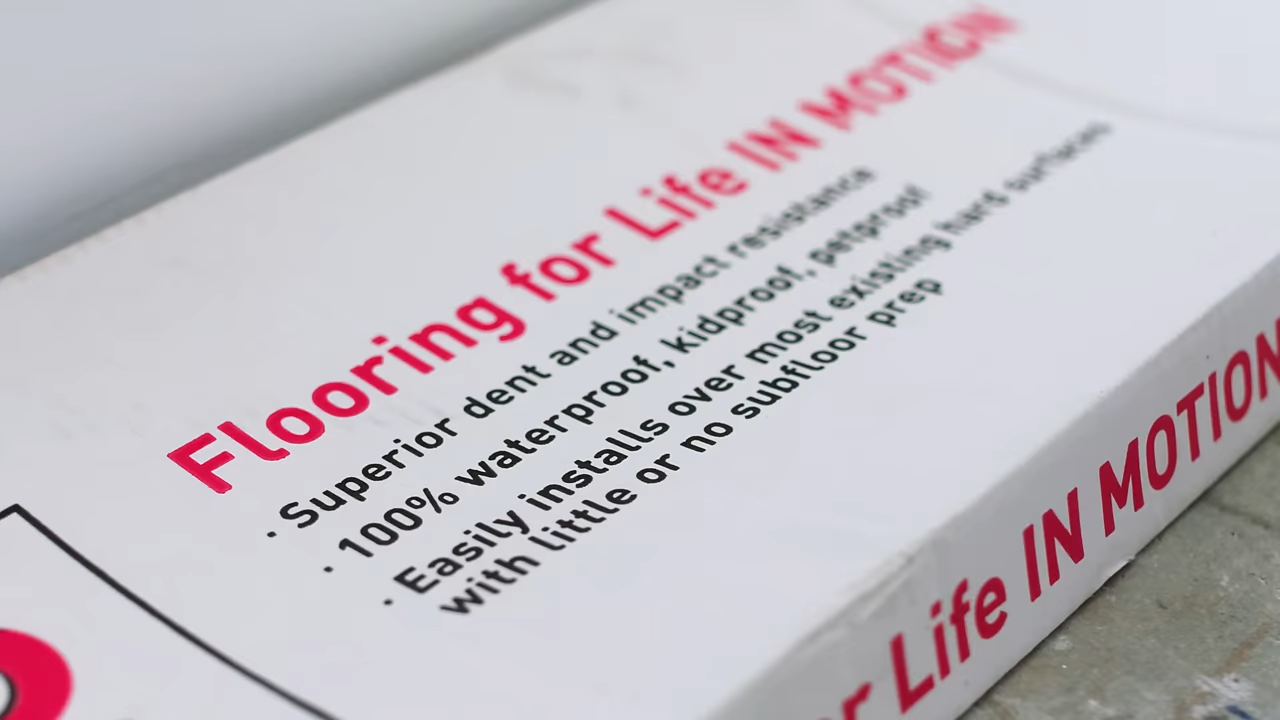 Flooring for Life IN MOTION
· Superior dent and impact resistance
· 100% waterproof, kidproof, petproof
· Easily installs over most existing hard surfaces
with little or no subfloor prep
Life IN MOTION